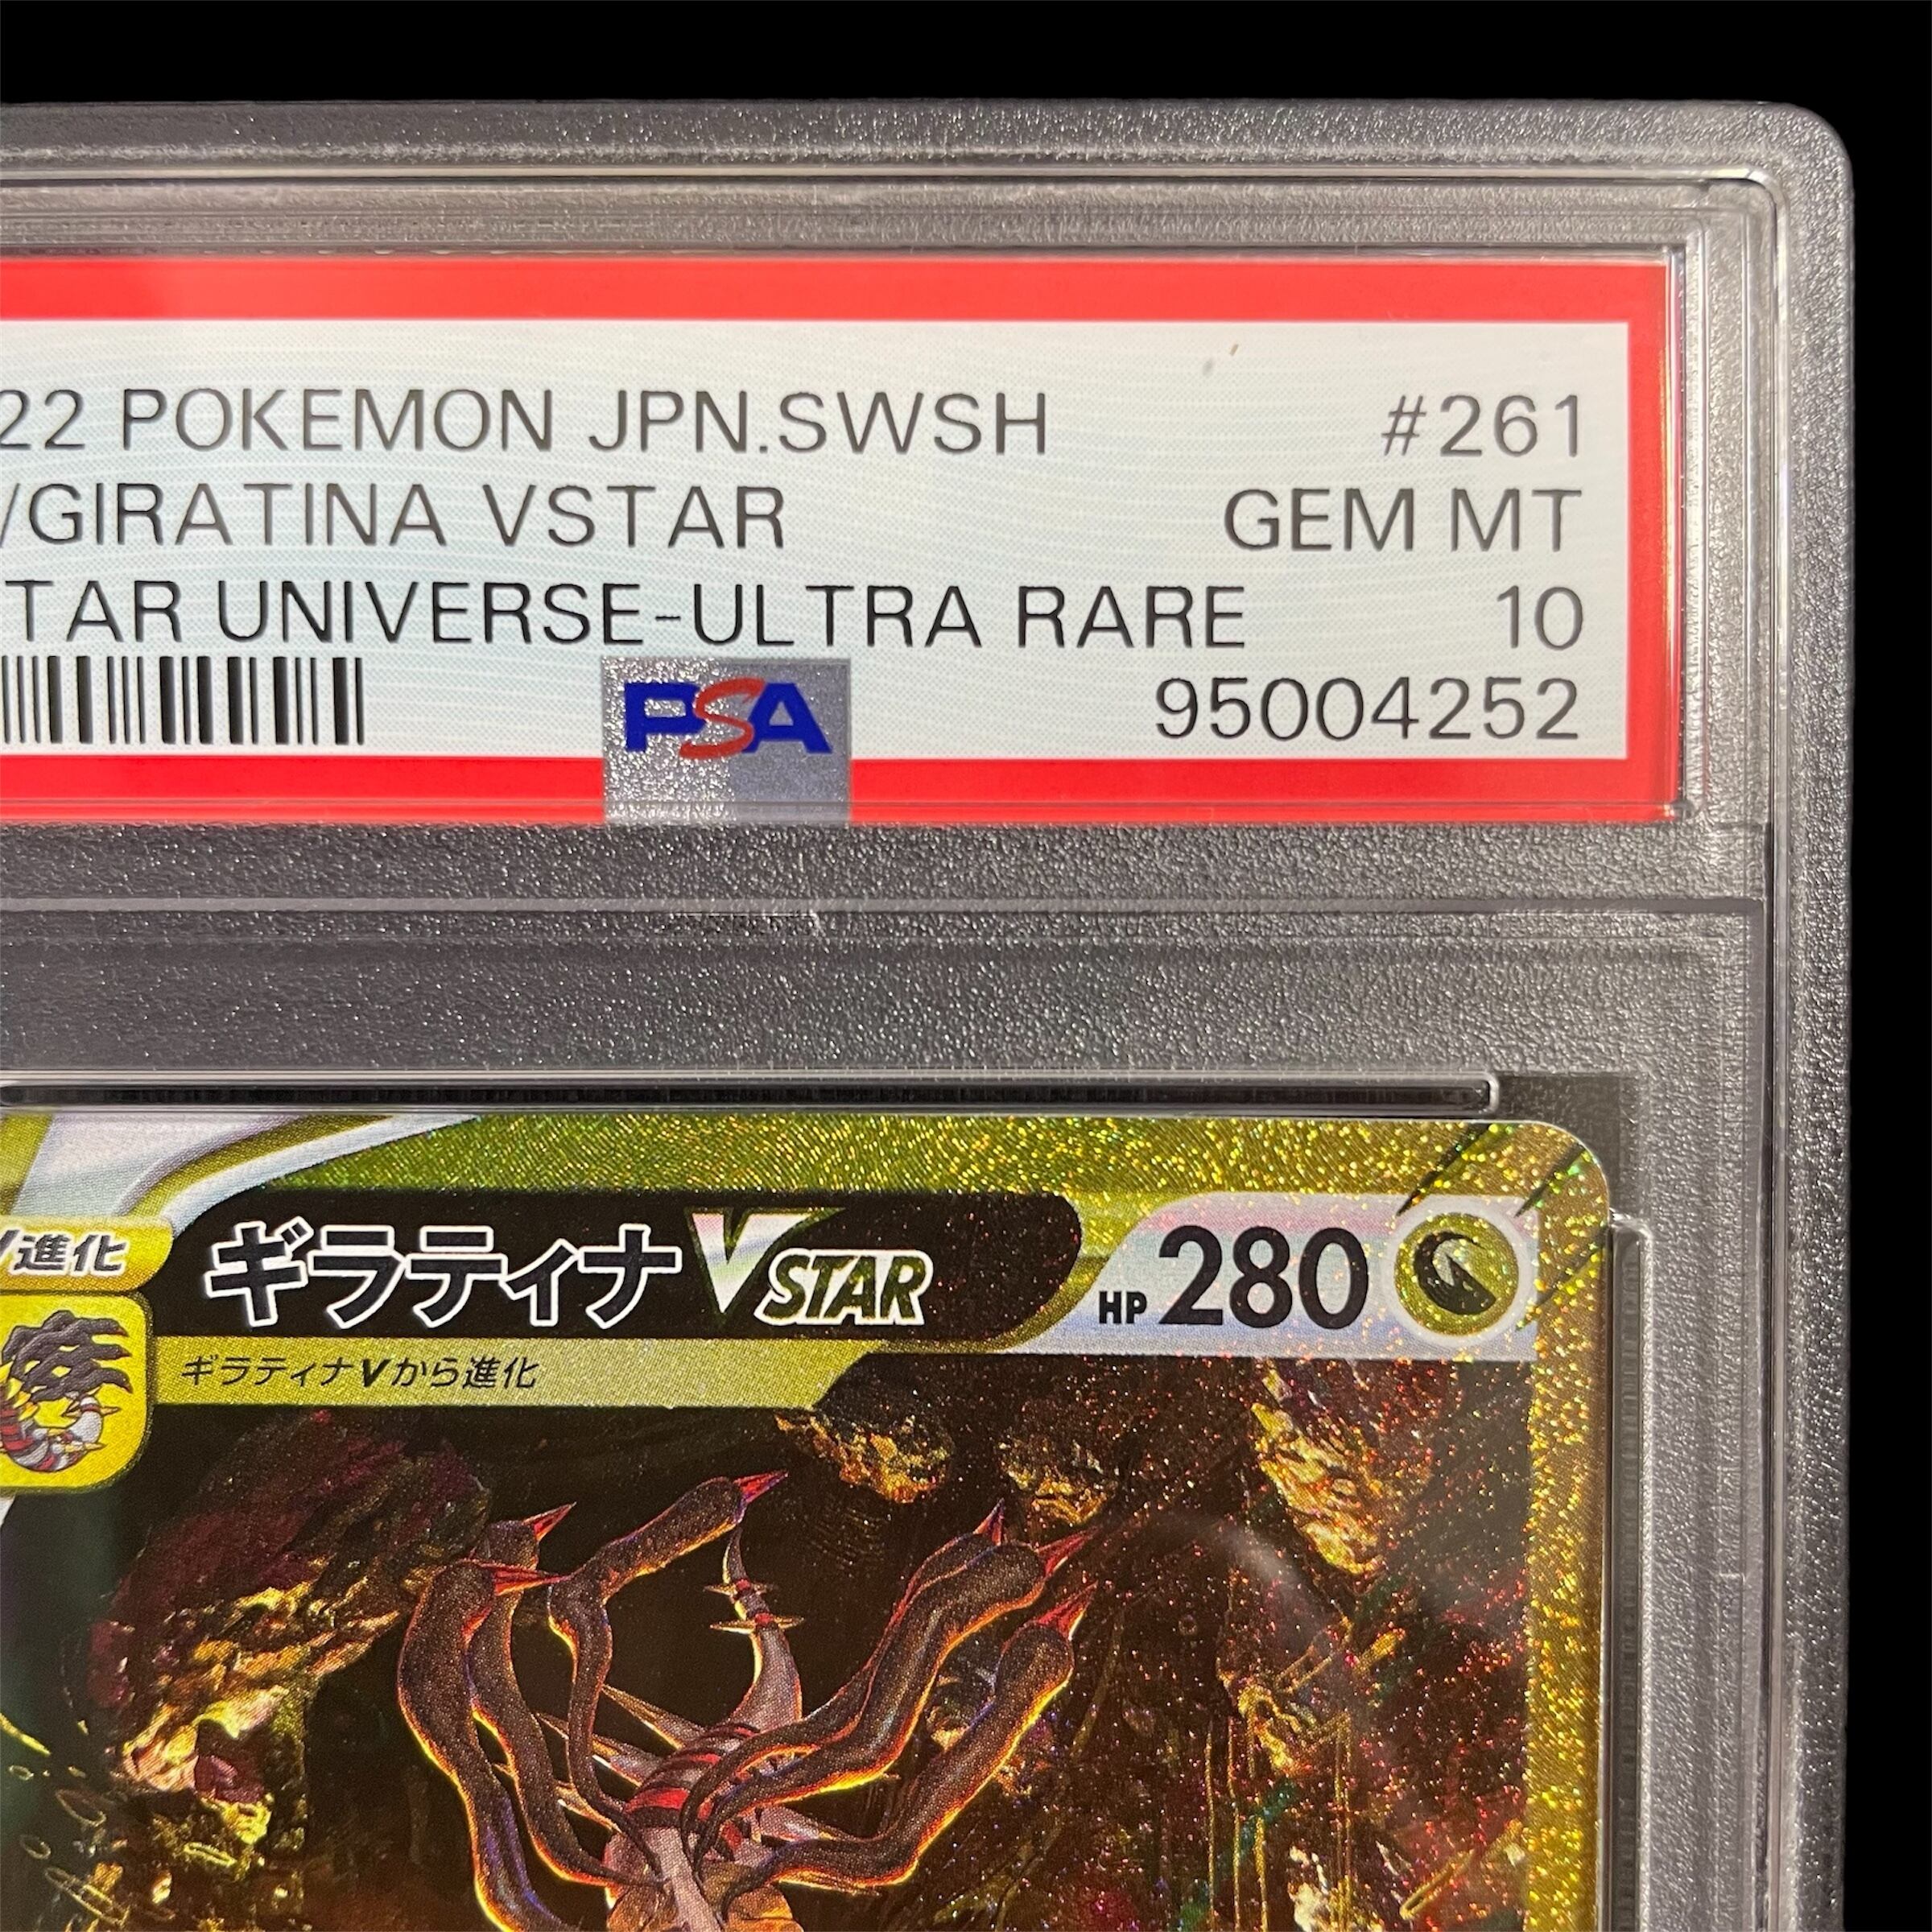 22 POKEMON JPN.SWSH #261
/GIRATINA VSTAR GEM MT
TAR UNIVERSE-ULTRA RARE 10
PSA 95004252
進化 ギラティナVSTAR HP280
ギラティナVから進化